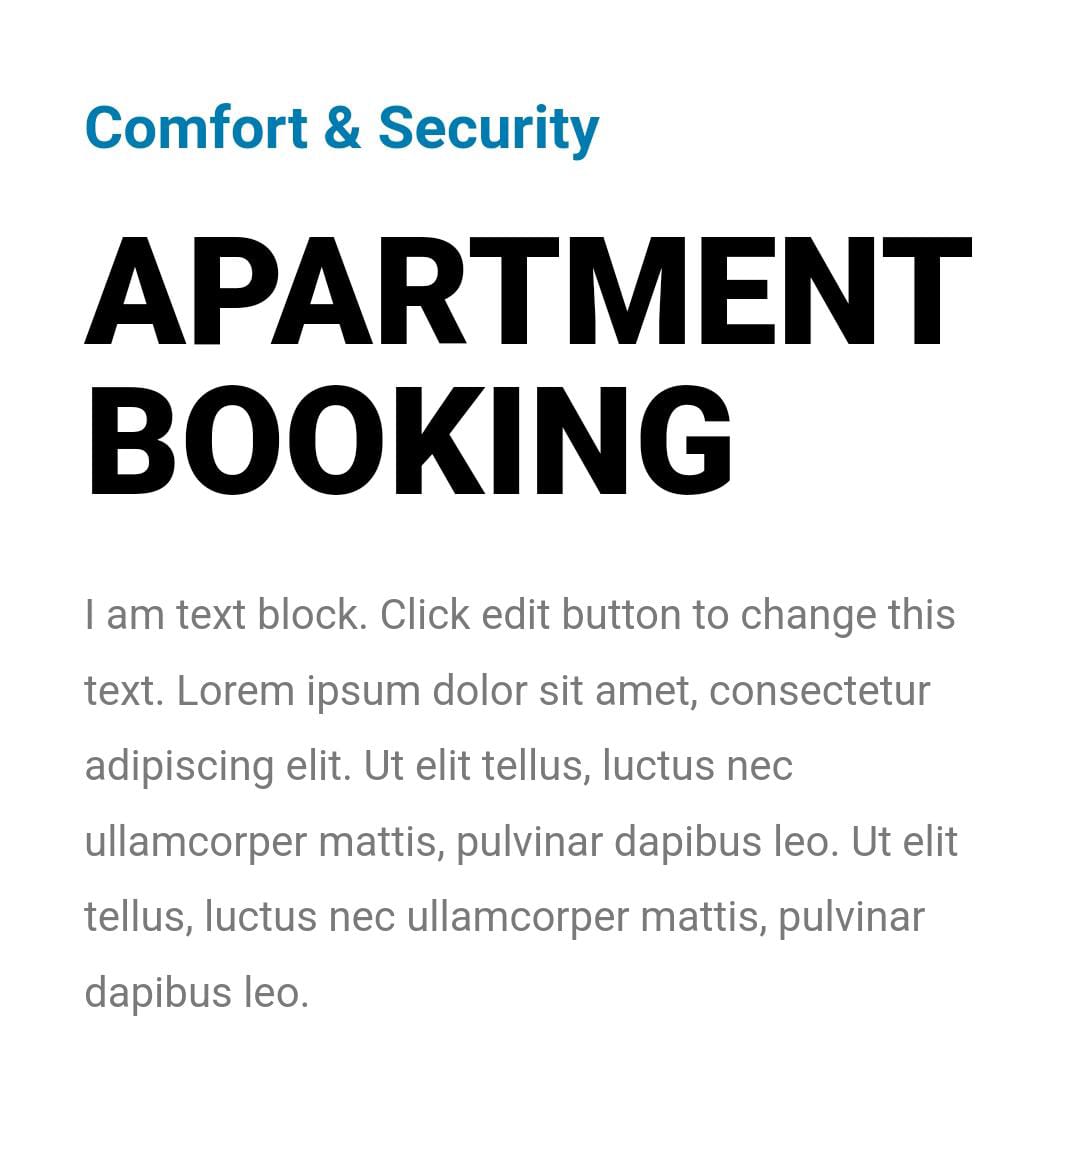 Comfort & Security
APARTMENT
BOOKING
I am text block. Click edit button to change this
text. Lorem ipsum dolor sit amet, consectetur
adipiscing elit. Ut elit tellus, luctus nec
ullamcorper mattis, pulvinar dapibus leo. Ut elit
tellus, luctus nec ullamcorper mattis, pulvinar
dapibus leo.